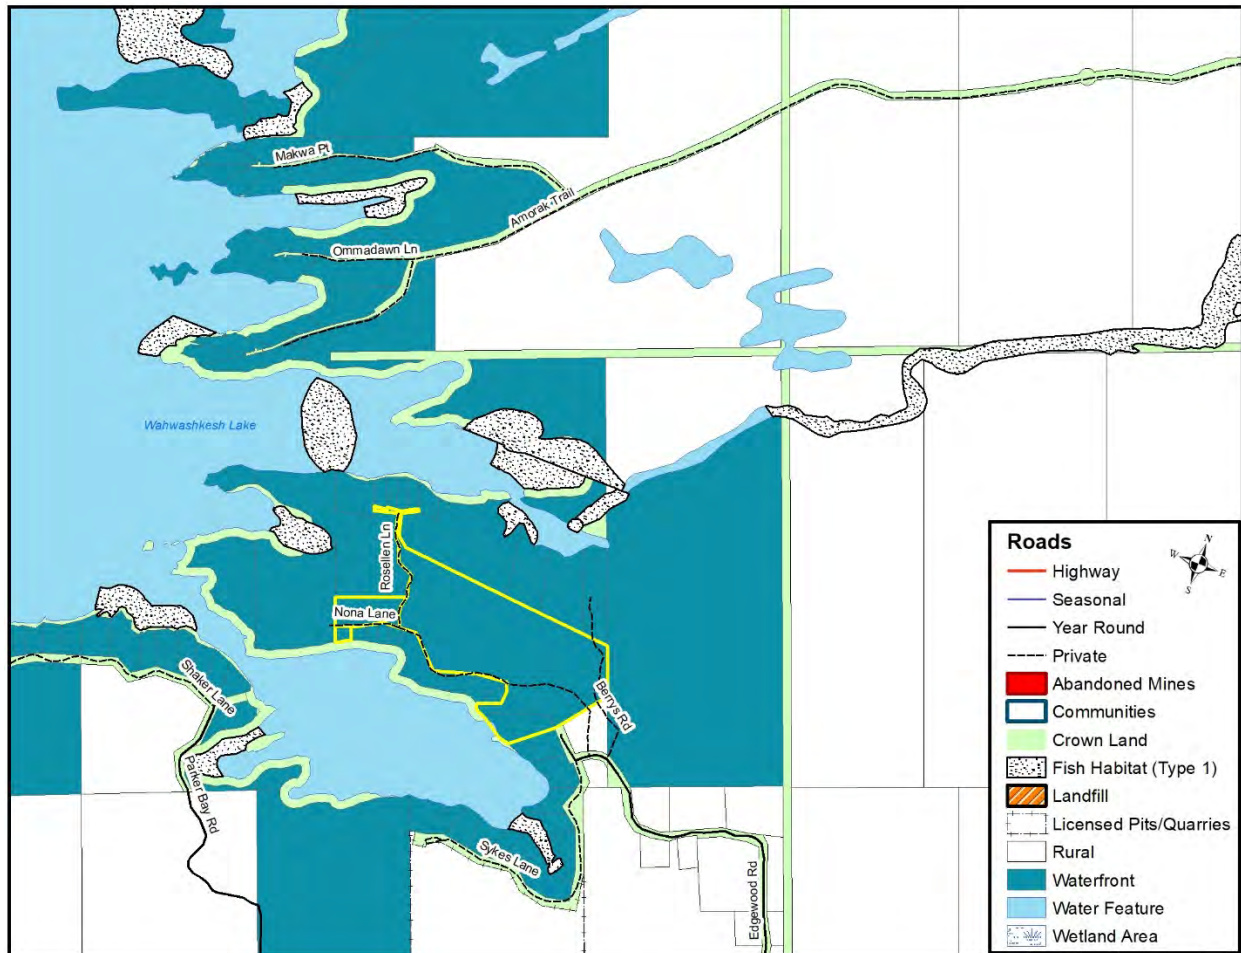 Makwa Pt
Amorak Trail
Ommadawn Ln
Wahwashkesh Lake
Rosellen Ln
Nona Lane
Shaker Lane
Berrys Rd
Parker Bay Rd
Sykes Lane
Edgewood Rd
Roads
N
W
E
S
Highway
Seasonal
Year Round
Private
Abandoned Mines
Communities
Crown Land
Fish Habitat (Type 1)
Landfill
Licensed Pits/Quarries
Rural
Waterfront
Water Feature
Wetland Area